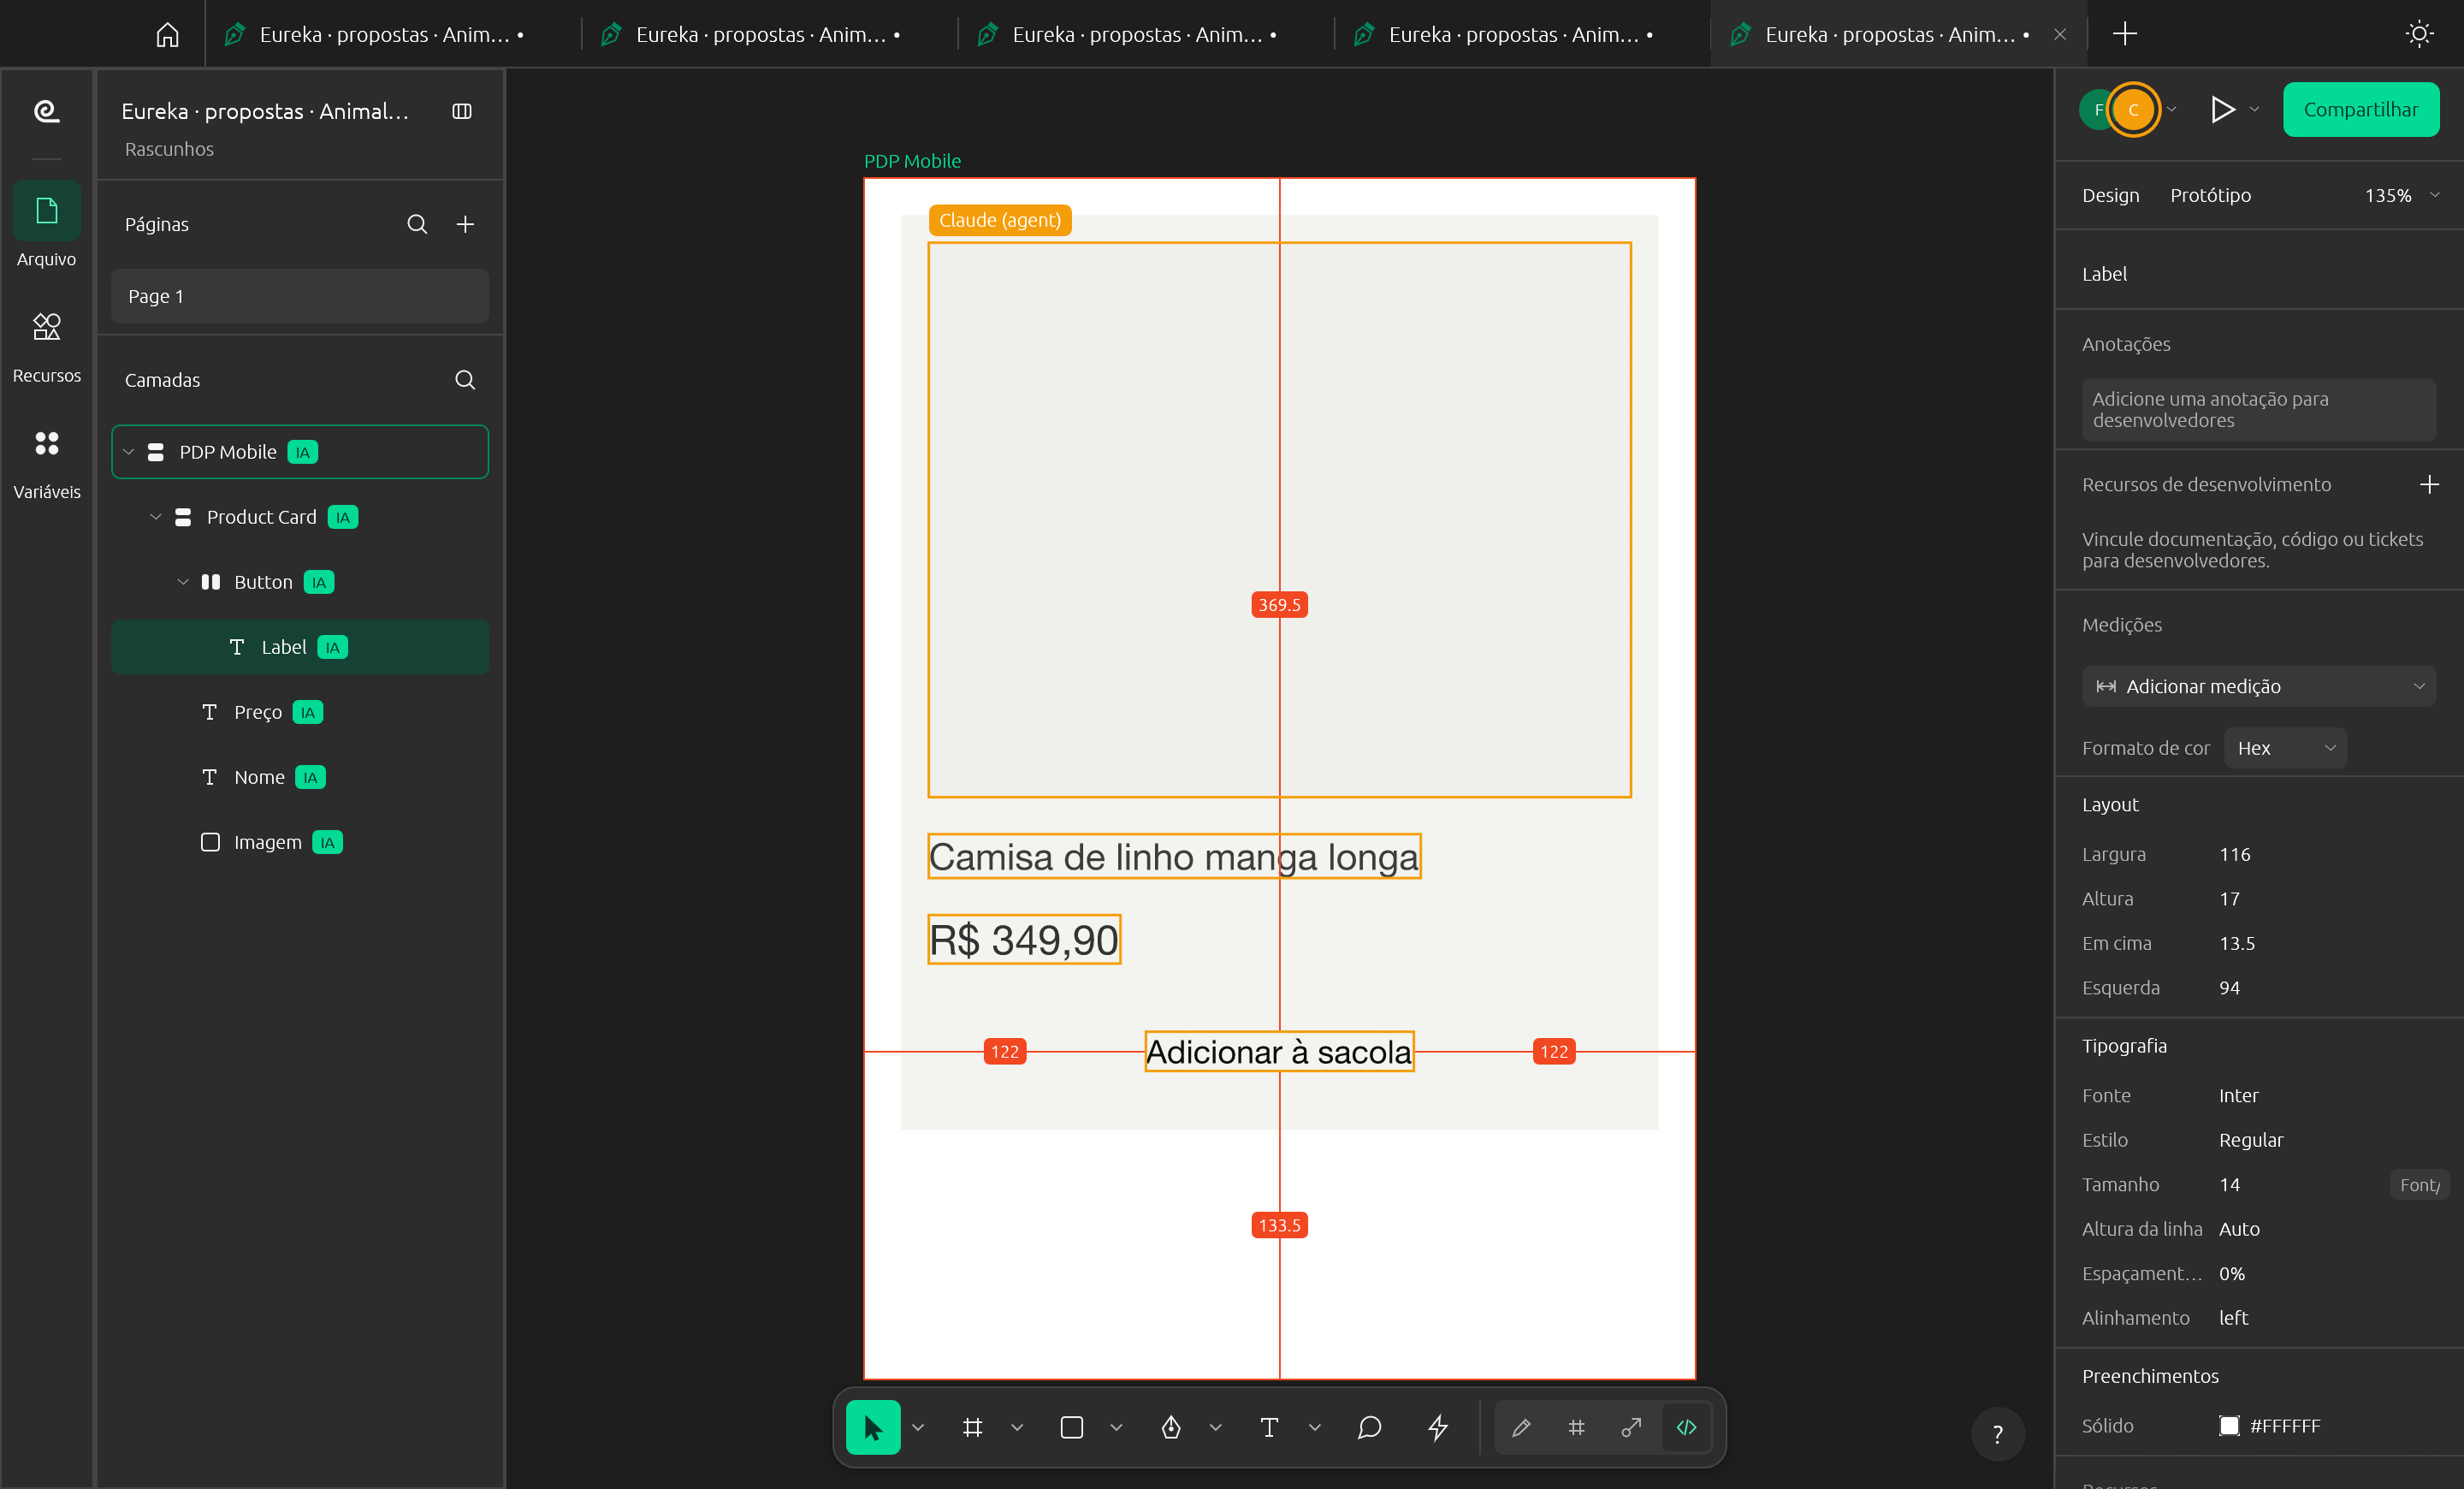 Eureka · propostas · Anim… •
Eureka · propostas · Anim… •
Eureka · propostas · Anim… •
Eureka · propostas · Anim… •
Eureka · propostas · Anim… •
Eureka · propostas · Animal…
Rascunhos
Arquivo
Recursos
Variáveis
Páginas
Page 1
Camadas
PDP Mobile IA
Product Card IA
Button IA
Label IA
Preço IA
Nome IA
Imagem IA
PDP Mobile
Claude (agent)
369.5
Camisa de linho manga longa
R$ 349,90
122
Adicionar à sacola
122
133.5
F
C
Compartilhar
Design
Protótipo
135%
Label
Anotações
Adicione uma anotação para
desenvolvedores
Recursos de desenvolvimento
Vincule documentação, código ou tickets
para desenvolvedores.
Medições
Adicionar medição
Formato de cor
Hex
Layout
Largura 116
Altura 17
Em cima 13.5
Esquerda 94
Tipografia
Fonte Inter
Estilo Regular
Tamanho 14 Font/
Altura da linha Auto
Espaçament… 0%
Alinhamento left
Preenchimentos
Sólido #FFFFFF
?